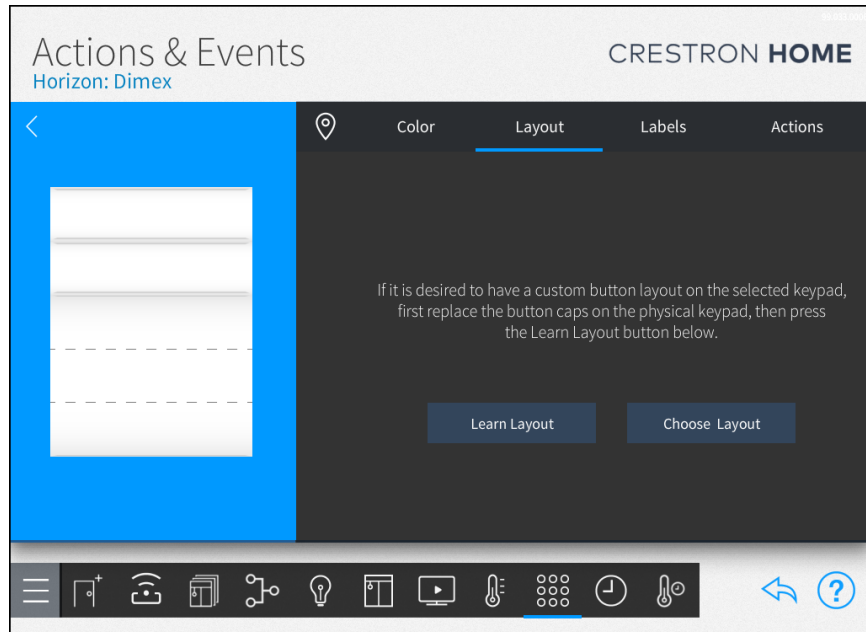 Actions & Events
Horizon: Dimex
CRESTRON HOME
Color
Layout
Labels
Actions
If it is desired to have a custom button layout on the selected keypad,
first replace the button caps on the physical keypad, then press
the Learn Layout button below.
Learn Layout
Choose Layout
?